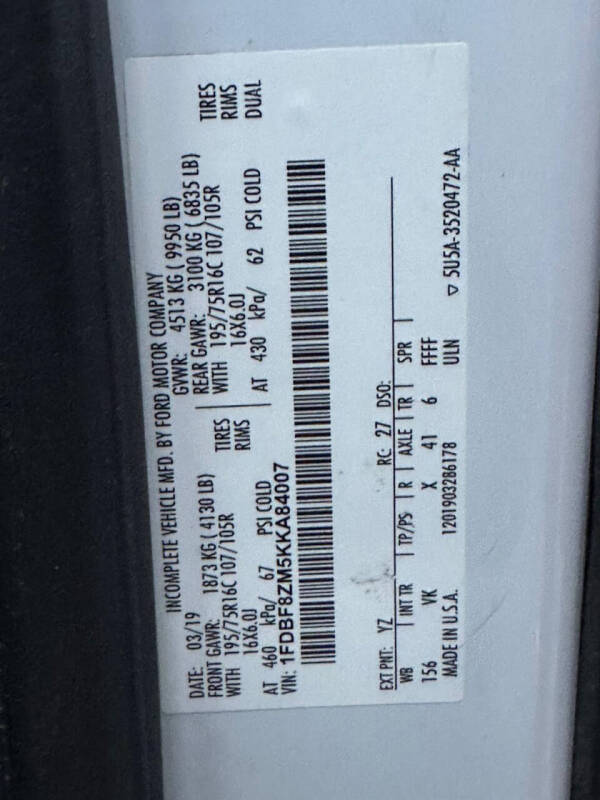 INCOMPLETE VEHICLE MFD. BY FORD MOTOR COMPANY
DATE: 03/19 GVWR: 4513 KG ( 9950 LB)
FRONT GAWR: 1873 KG ( 4130 LB) REAR GAWR: 3100 KG ( 6835 LB)
WITH 195/75R16C 107/105R TIRES WITH 195/75R16C 107/105R TIRES
16X6.0J RIMS 16X6.0J RIMS
AT 460 kPa/ 67 PSI COLD AT 430 kPa/ 62 PSI COLD DUAL
VIN: 1FDBF8ZM5KKA84007
EXT PNT: YZ RC: 27 DSO:
WB INT TR TP/PS R AXLE TR SPR
156 VK X 41 6 FFFF
MADE IN U.S.A. 1201903286178 ULN ▽ 5U5A-3520472-AA